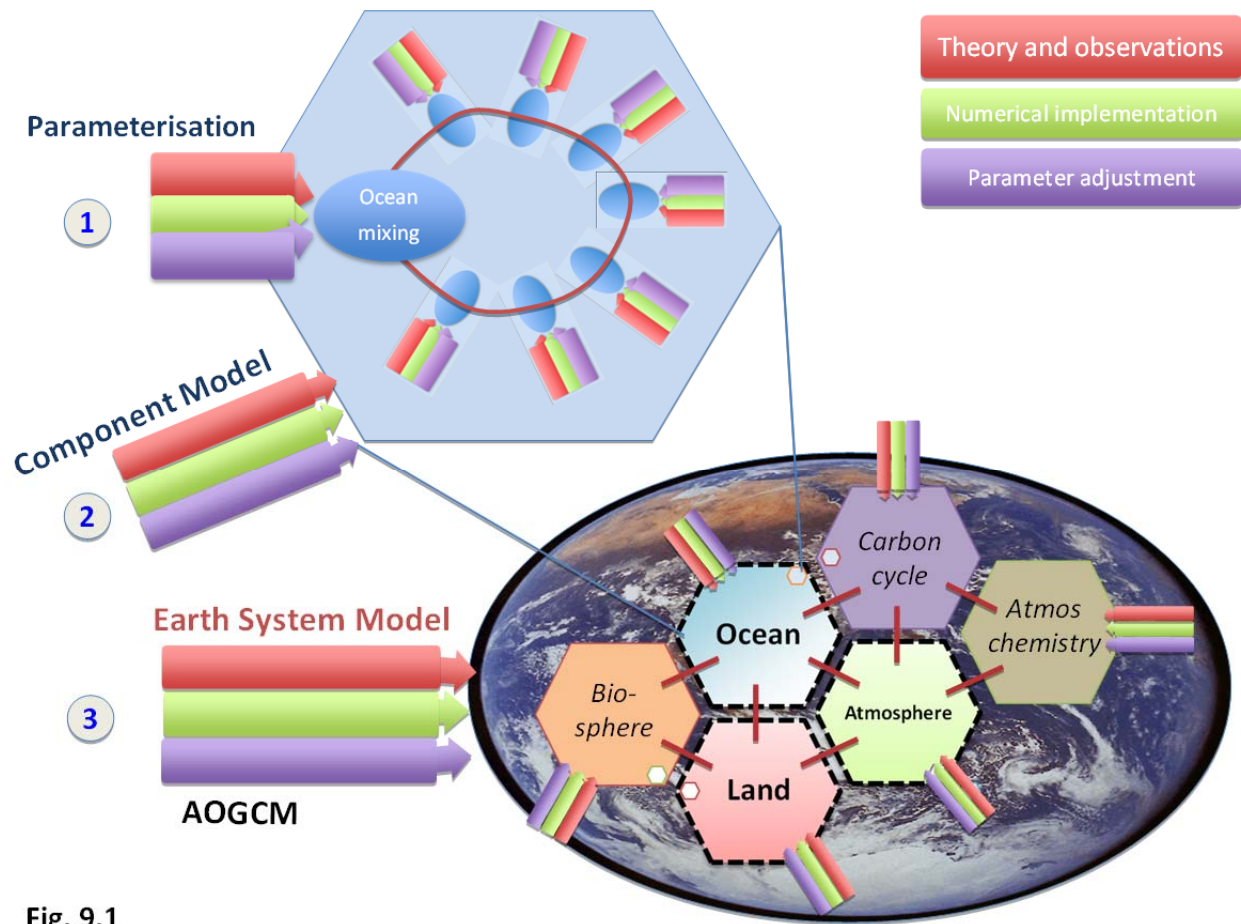 Theory and observations
Numerical implementation
Parameter adjustment
Parameterisation
1
Ocean
mixing
Component Model
2
Earth System Model
3
AOGCM
Carbon
cycle
Ocean
Atmos
chemistry
Bio-
sphere
Atmosphere
Land
Fig. 9.1